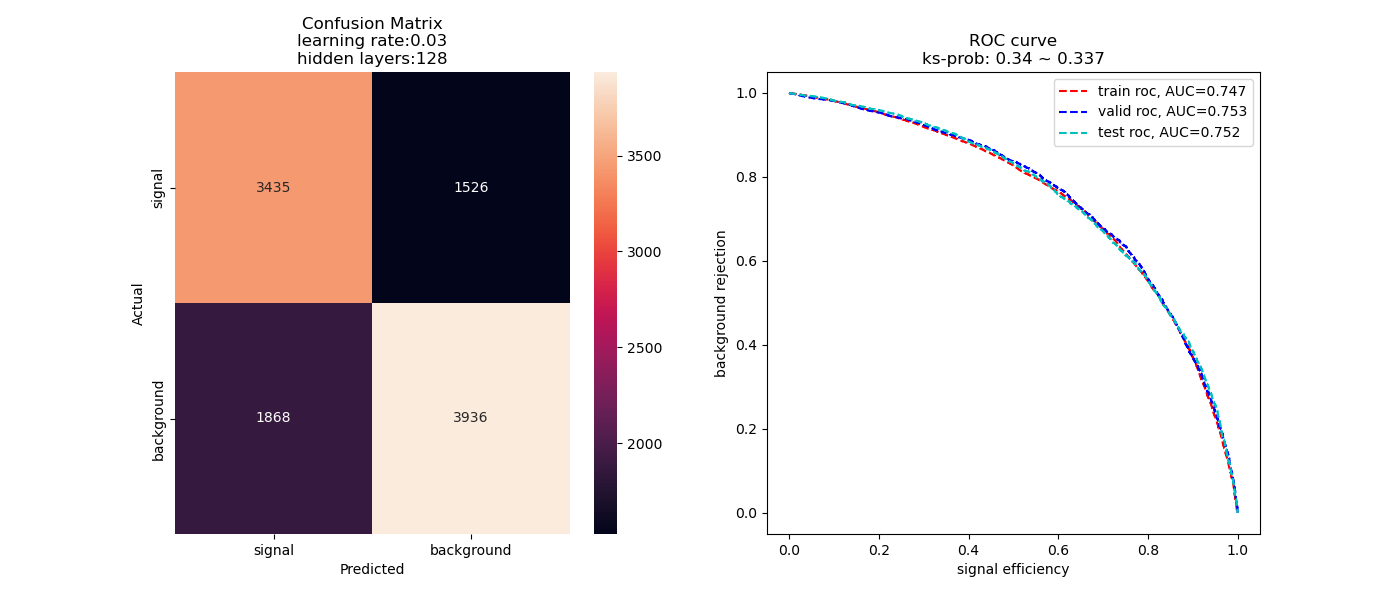 Confusion Matrix
learning rate:0.03
hidden layers:128
signal
background
Actual
3435
1526
1868
3936
signal
background
Predicted
3500
3000
2500
2000
ROC curve
ks-prob: 0.34 ~ 0.337
train roc, AUC=0.747
valid roc, AUC=0.753
test roc, AUC=0.752
background rejection
1.0
0.8
0.6
0.4
0.2
0.0
0.0
0.2
0.4
0.6
0.8
1.0
signal efficiency